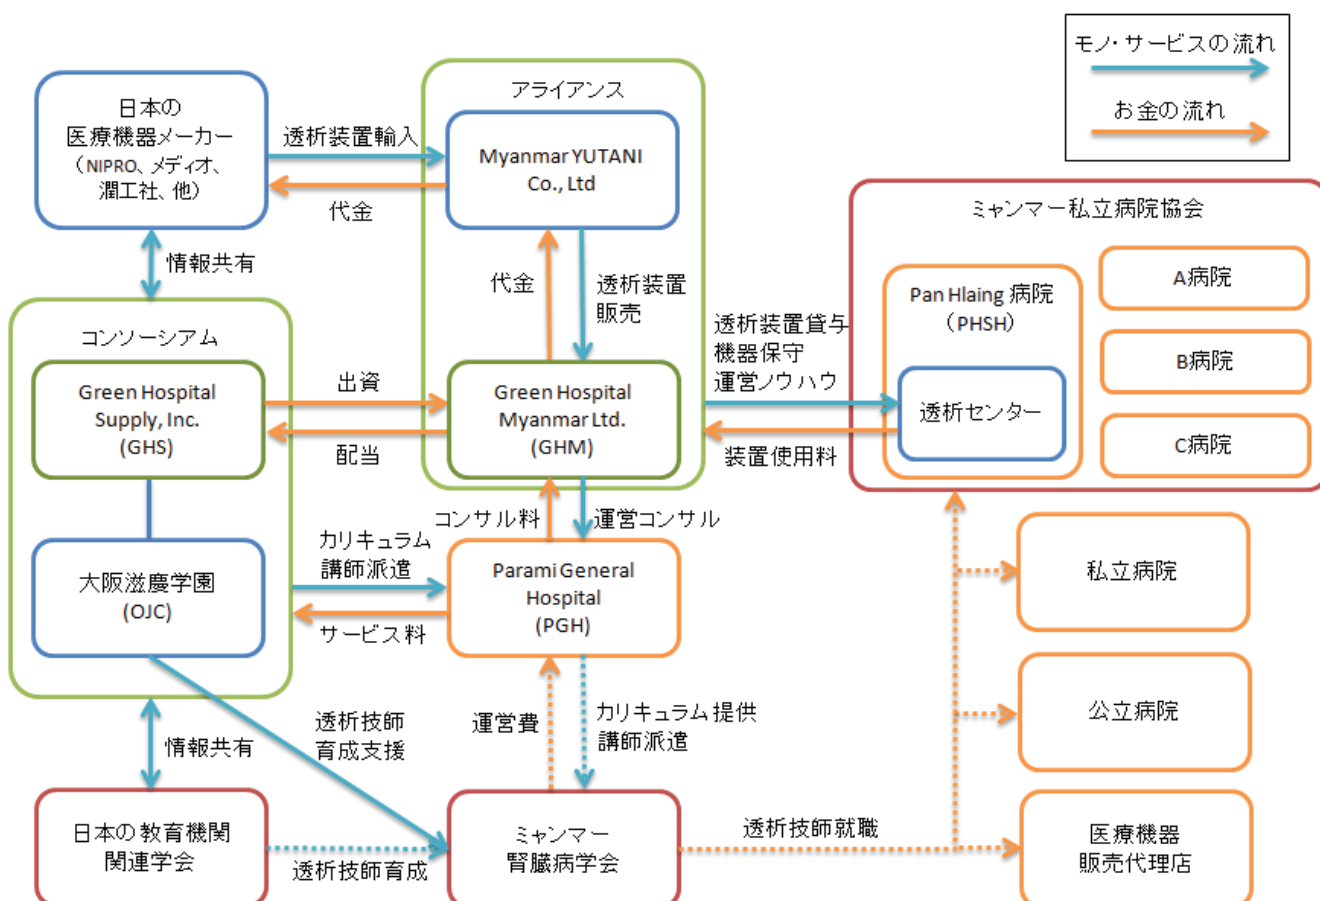 モノ・サービスの流れ
お金の流れ
日本の
医療機器メーカー
（NIPRO、メディオ、
潤工社、他）
透析装置輸入
代金
アライアンス
Myanmar YUTANI
Co., Ltd
ミャンマー私立病院協会
情報共有
代金
透析装置
販売
Pan Hlaing 病院
（PHSH）
透析センター
A病院
B病院
C病院
コンソーシアム
Green Hospital
Supply, Inc.
(GHS)
出資
配当
Green Hospital
Myanmar Ltd.
(GHM)
透析装置貸与
機器保守
運営ノウハウ
装置使用料
コンサル料
運営コンサル
大阪滋慶学園
(OJC)
カリキュラム
講師派遣
サービス料
Parami General
Hospital
(PGH)
私立病院
公立病院
医療機器
販売代理店
情報共有
透析技師
育成支援
運営費
カリキュラム提供
講師派遣
日本の教育機関
関連学会
透析技師育成
ミャンマー
腎臓病学会
透析技師就職